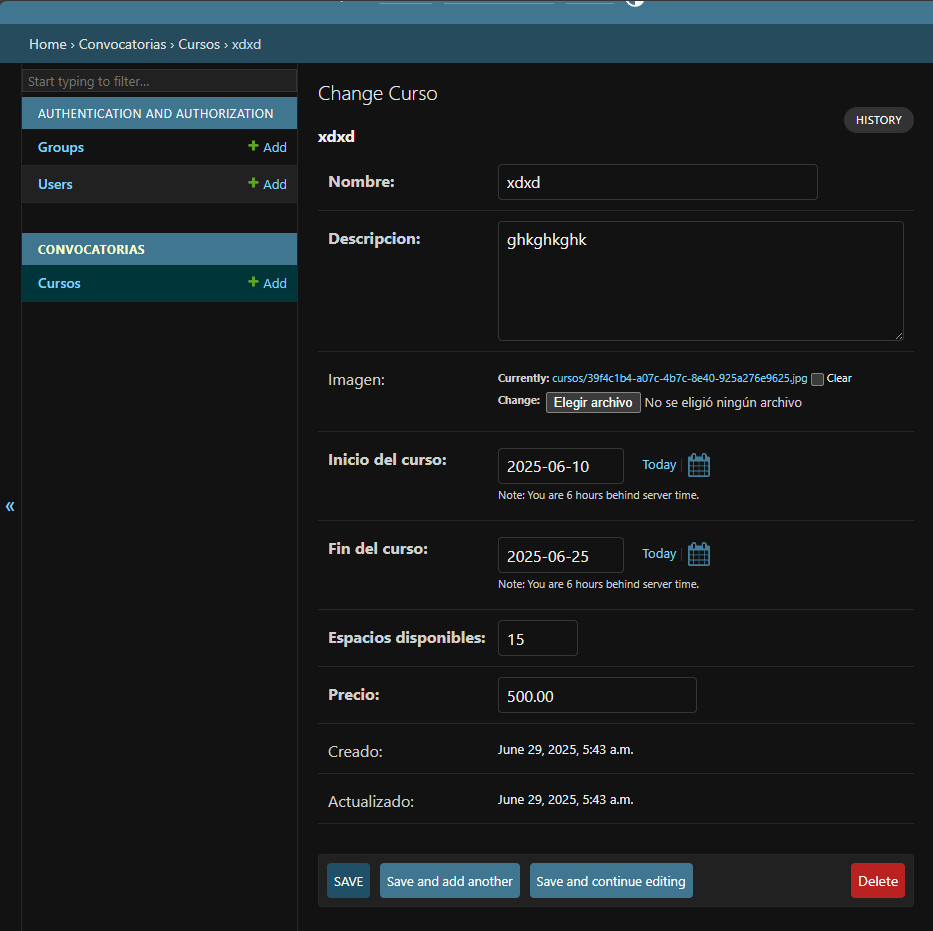 Home › Convocatorias › Cursos › xdxd
Start typing to filter...
AUTHENTICATION AND AUTHORIZATION
Groups + Add
Users + Add
CONVOCATORIAS
Cursos + Add
«
Change Curso
HISTORY
xdxd
Nombre: xdxd
Descripcion: ghkghkghk
Imagen: Currently: cursos/39f4c1b4-a07c-4b7c-8e40-925a276e9625.jpg Clear
Change: Elegir archivo No se eligió ningún archivo
Inicio del curso: 2025-06-10 Today |
Note: You are 6 hours behind server time.
Fin del curso: 2025-06-25 Today |
Note: You are 6 hours behind server time.
Espacios disponibles: 15
Precio: 500.00
Creado: June 29, 2025, 5:43 a.m.
Actualizado: June 29, 2025, 5:43 a.m.
SAVE Save and add another Save and continue editing Delete